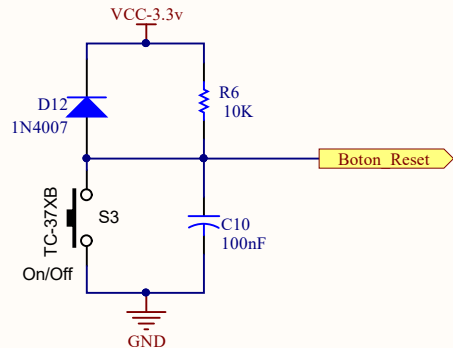 VCC-3.3v
D12
1N4007
R6
10K
Boton_Reset
TC-37XB
S3
C10
100nF
On/Off
GND